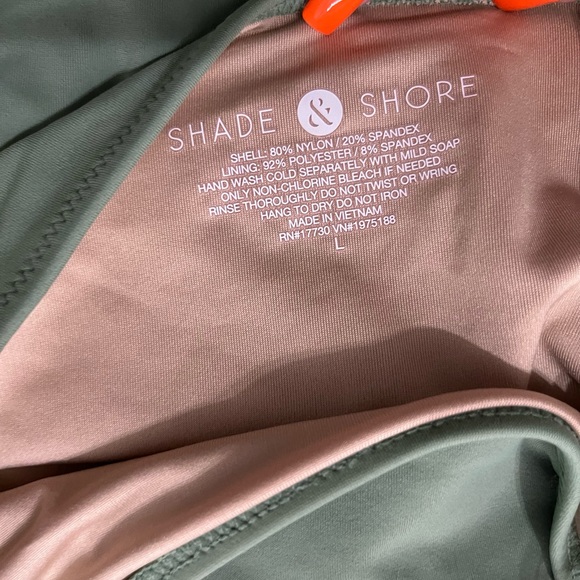 SHADE & SHORE
SHELL: 80% NYLON / 20% SPANDEX
LINING: 92% POLYESTER / 8% SPANDEX
HAND WASH COLD SEPARATELY WITH MILD SOAP
ONLY NON-CHLORINE BLEACH IF NEEDED
RINSE THOROUGHLY DO NOT TWIST OR WRING
HANG TO DRY DO NOT IRON
MADE IN VIETNAM
RN#17730 VN#1975188
L